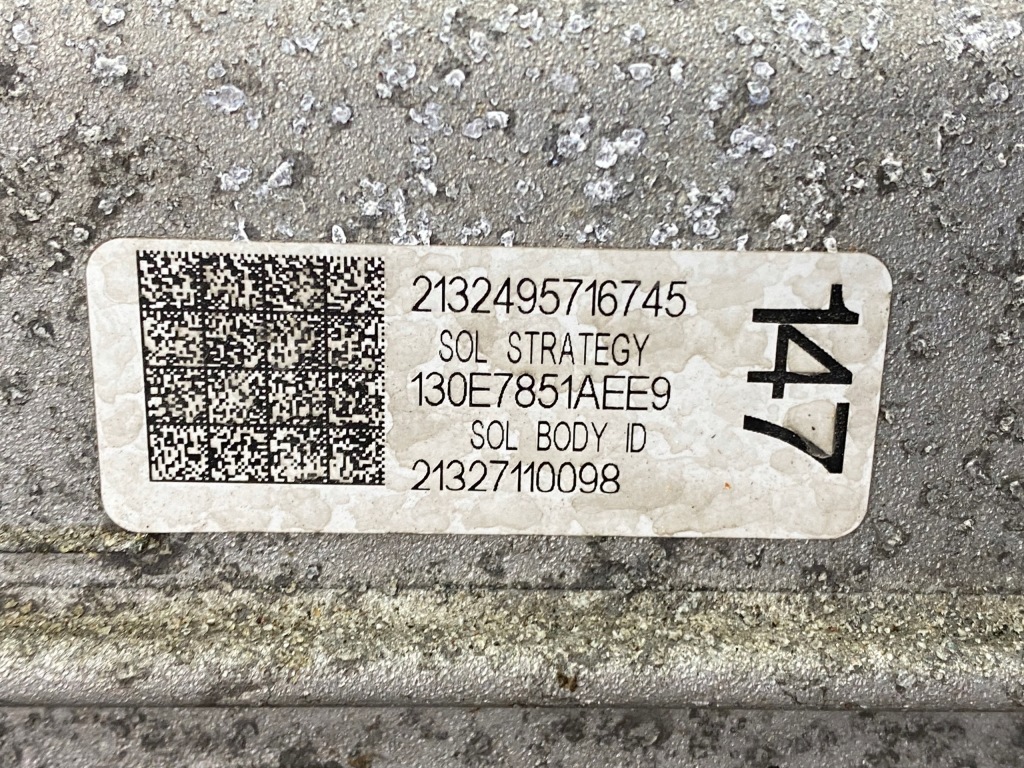 2132495716745
SOL STRATEGY
130E7851AEE9
SOL BODY ID
21327110098
147